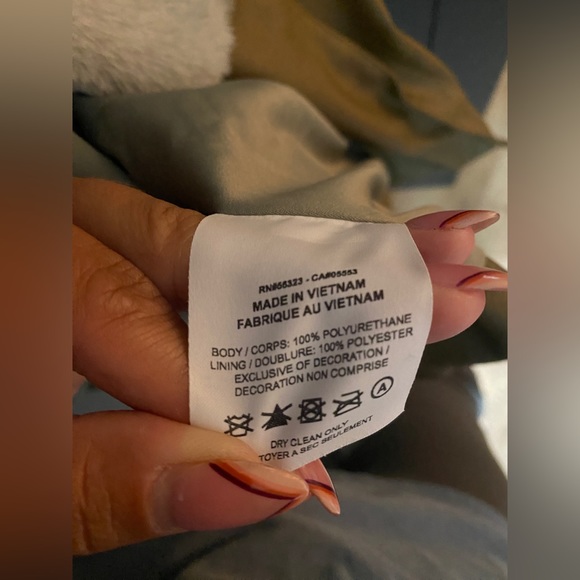 RN#56323 - CA#05553
MADE IN VIETNAM
FABRIQUE AU VIETNAM
BODY / CORPS: 100% POLYURETHANE
LINING / DOUBLURE: 100% POLYESTER
EXCLUSIVE OF DECORATION /
DECORATION NON COMPRISE
A
DRY CLEAN ONLY
TOYER A SEC SEULEMENT